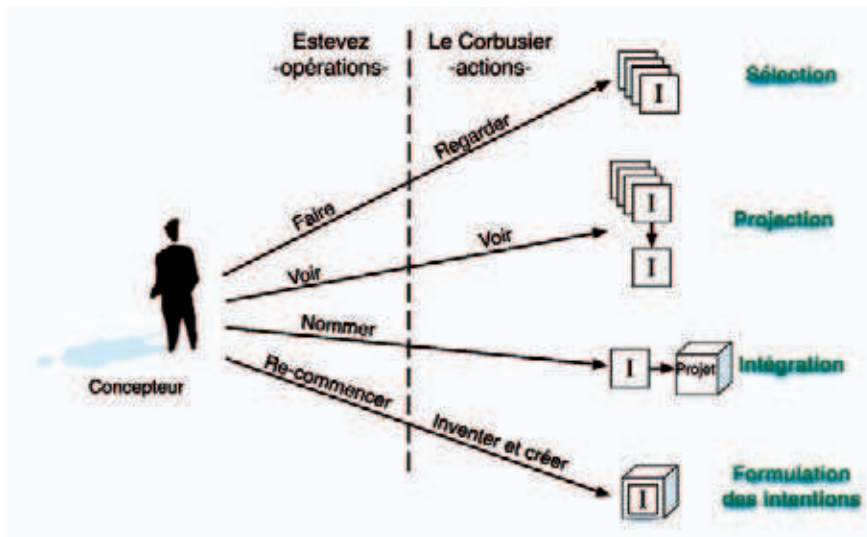 Estevez
-opérations-
Le Corbusier
-actions-
I
Sélection
Regarder
Faire
I
Projection
Voir
Voir
I
Nommer
I
Projet
Intégration
Concepteur
Re-commencer
Inventer et créer
I
Formulation
des intentions